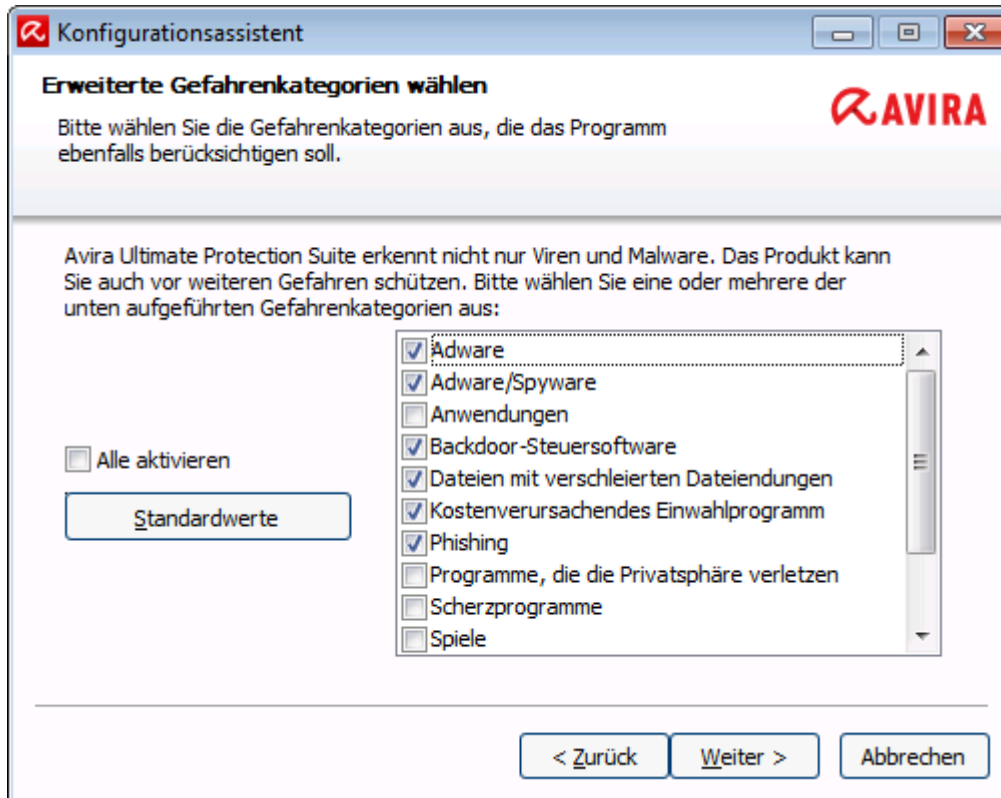 Konfigurationsassistent
Erweiterte Gefahrenkategorien wählen
Bitte wählen Sie die Gefahrenkategorien aus, die das Programm
ebenfalls berücksichtigen soll.
AVIRA
Avira Ultimate Protection Suite erkennt nicht nur Viren und Malware. Das Produkt kann
Sie auch vor weiteren Gefahren schützen. Bitte wählen Sie eine oder mehrere der
unten aufgeführten Gefahrenkategorien aus:
Alle aktivieren
Standardwerte
Adware
Adware/Spyware
Anwendungen
Backdoor-Steuersoftware
Dateien mit verschleierten Dateiendungen
Kostenverursachendes Einwahlprogramm
Phishing
Programme, die die Privatsphäre verletzen
Scherzprogramme
Spiele
< Zurück
Weiter >
Abbrechen